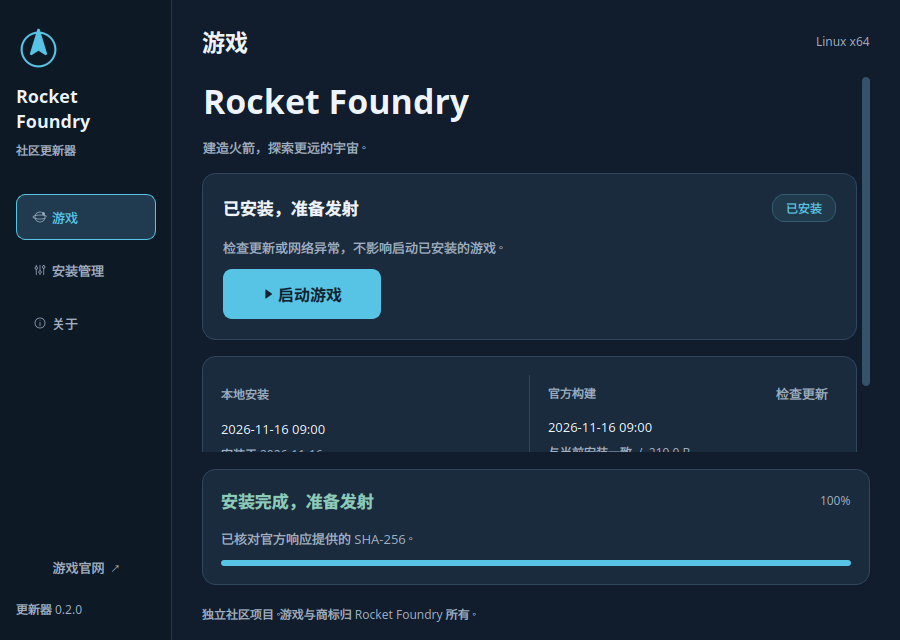 Rocket
Foundry
社区更新器
游戏
安装管理
关于
游戏官网 ↗
更新器 0.2.0
游戏
Linux x64
Rocket Foundry
建造火箭，探索更远的宇宙。
已安装，准备发射
已安装
检查更新或网络异常，不影响启动已安装的游戏。
启动游戏
本地安装
2026-11-16 09:00
官方构建
检查更新
2026-11-16 09:00
安装完成，准备发射
100%
已核对官方响应提供的 SHA-256。
独立社区项目·游戏与商标归 Rocket Foundry 所有。